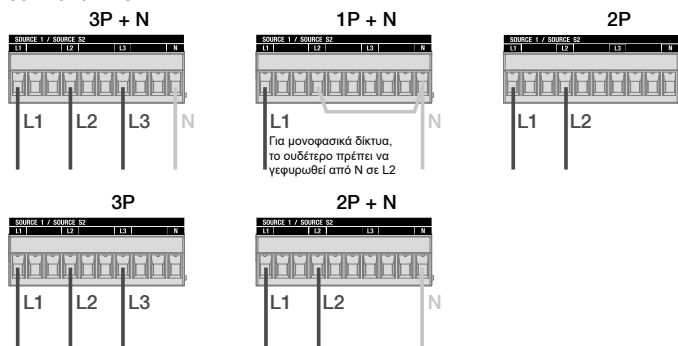 3P + N
SOURCE 1 / SOURCE S2
L1 L2 L3 N
L1 L2 L3 N
1P + N
SOURCE 1 / SOURCE S2
L1 L2 L3 N
L1 N
Για μονοφασικά δίκτυα,
το ουδέτερο πρέπει να
γεφυρωθεί από N σε L2
2P
SOURCE 1 / SOURCE S2
L1 L2 L3 N
L1 L2
3P
SOURCE 1 / SOURCE S2
L1 L2 L3 N
L1 L2 L3
2P + N
SOURCE 1 / SOURCE S2
L1 L2 L3 N
L1 L2 N